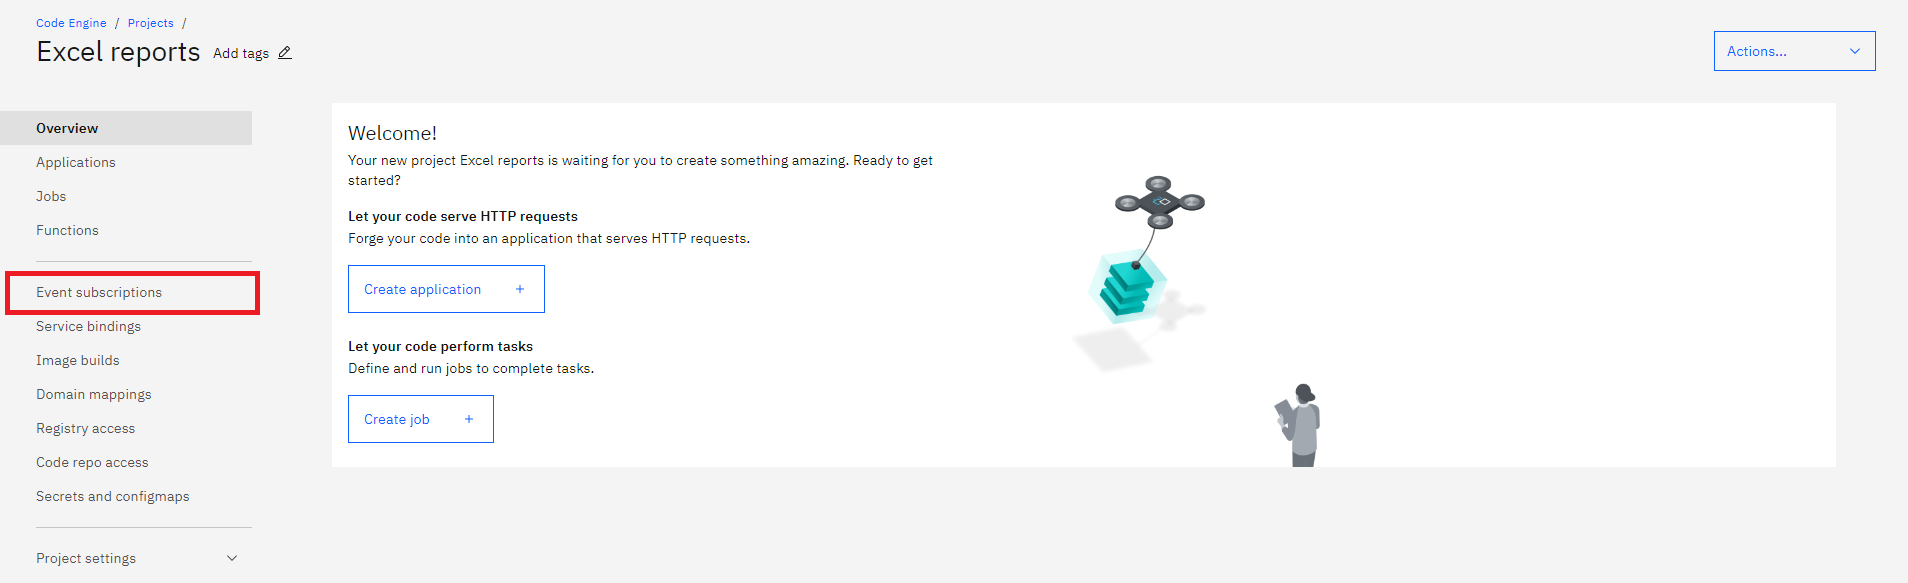 Code Engine / Projects /
Excel reports Add tags
Actions...
Overview
Applications
Jobs
Functions
Event subscriptions
Service bindings
Image builds
Domain mappings
Registry access
Code repo access
Secrets and configmaps
Project settings
Welcome!
Your new project Excel reports is waiting for you to create something amazing. Ready to get
started?
Let your code serve HTTP requests
Forge your code into an application that serves HTTP requests.
Create application +
Let your code perform tasks
Define and run jobs to complete tasks.
Create job +